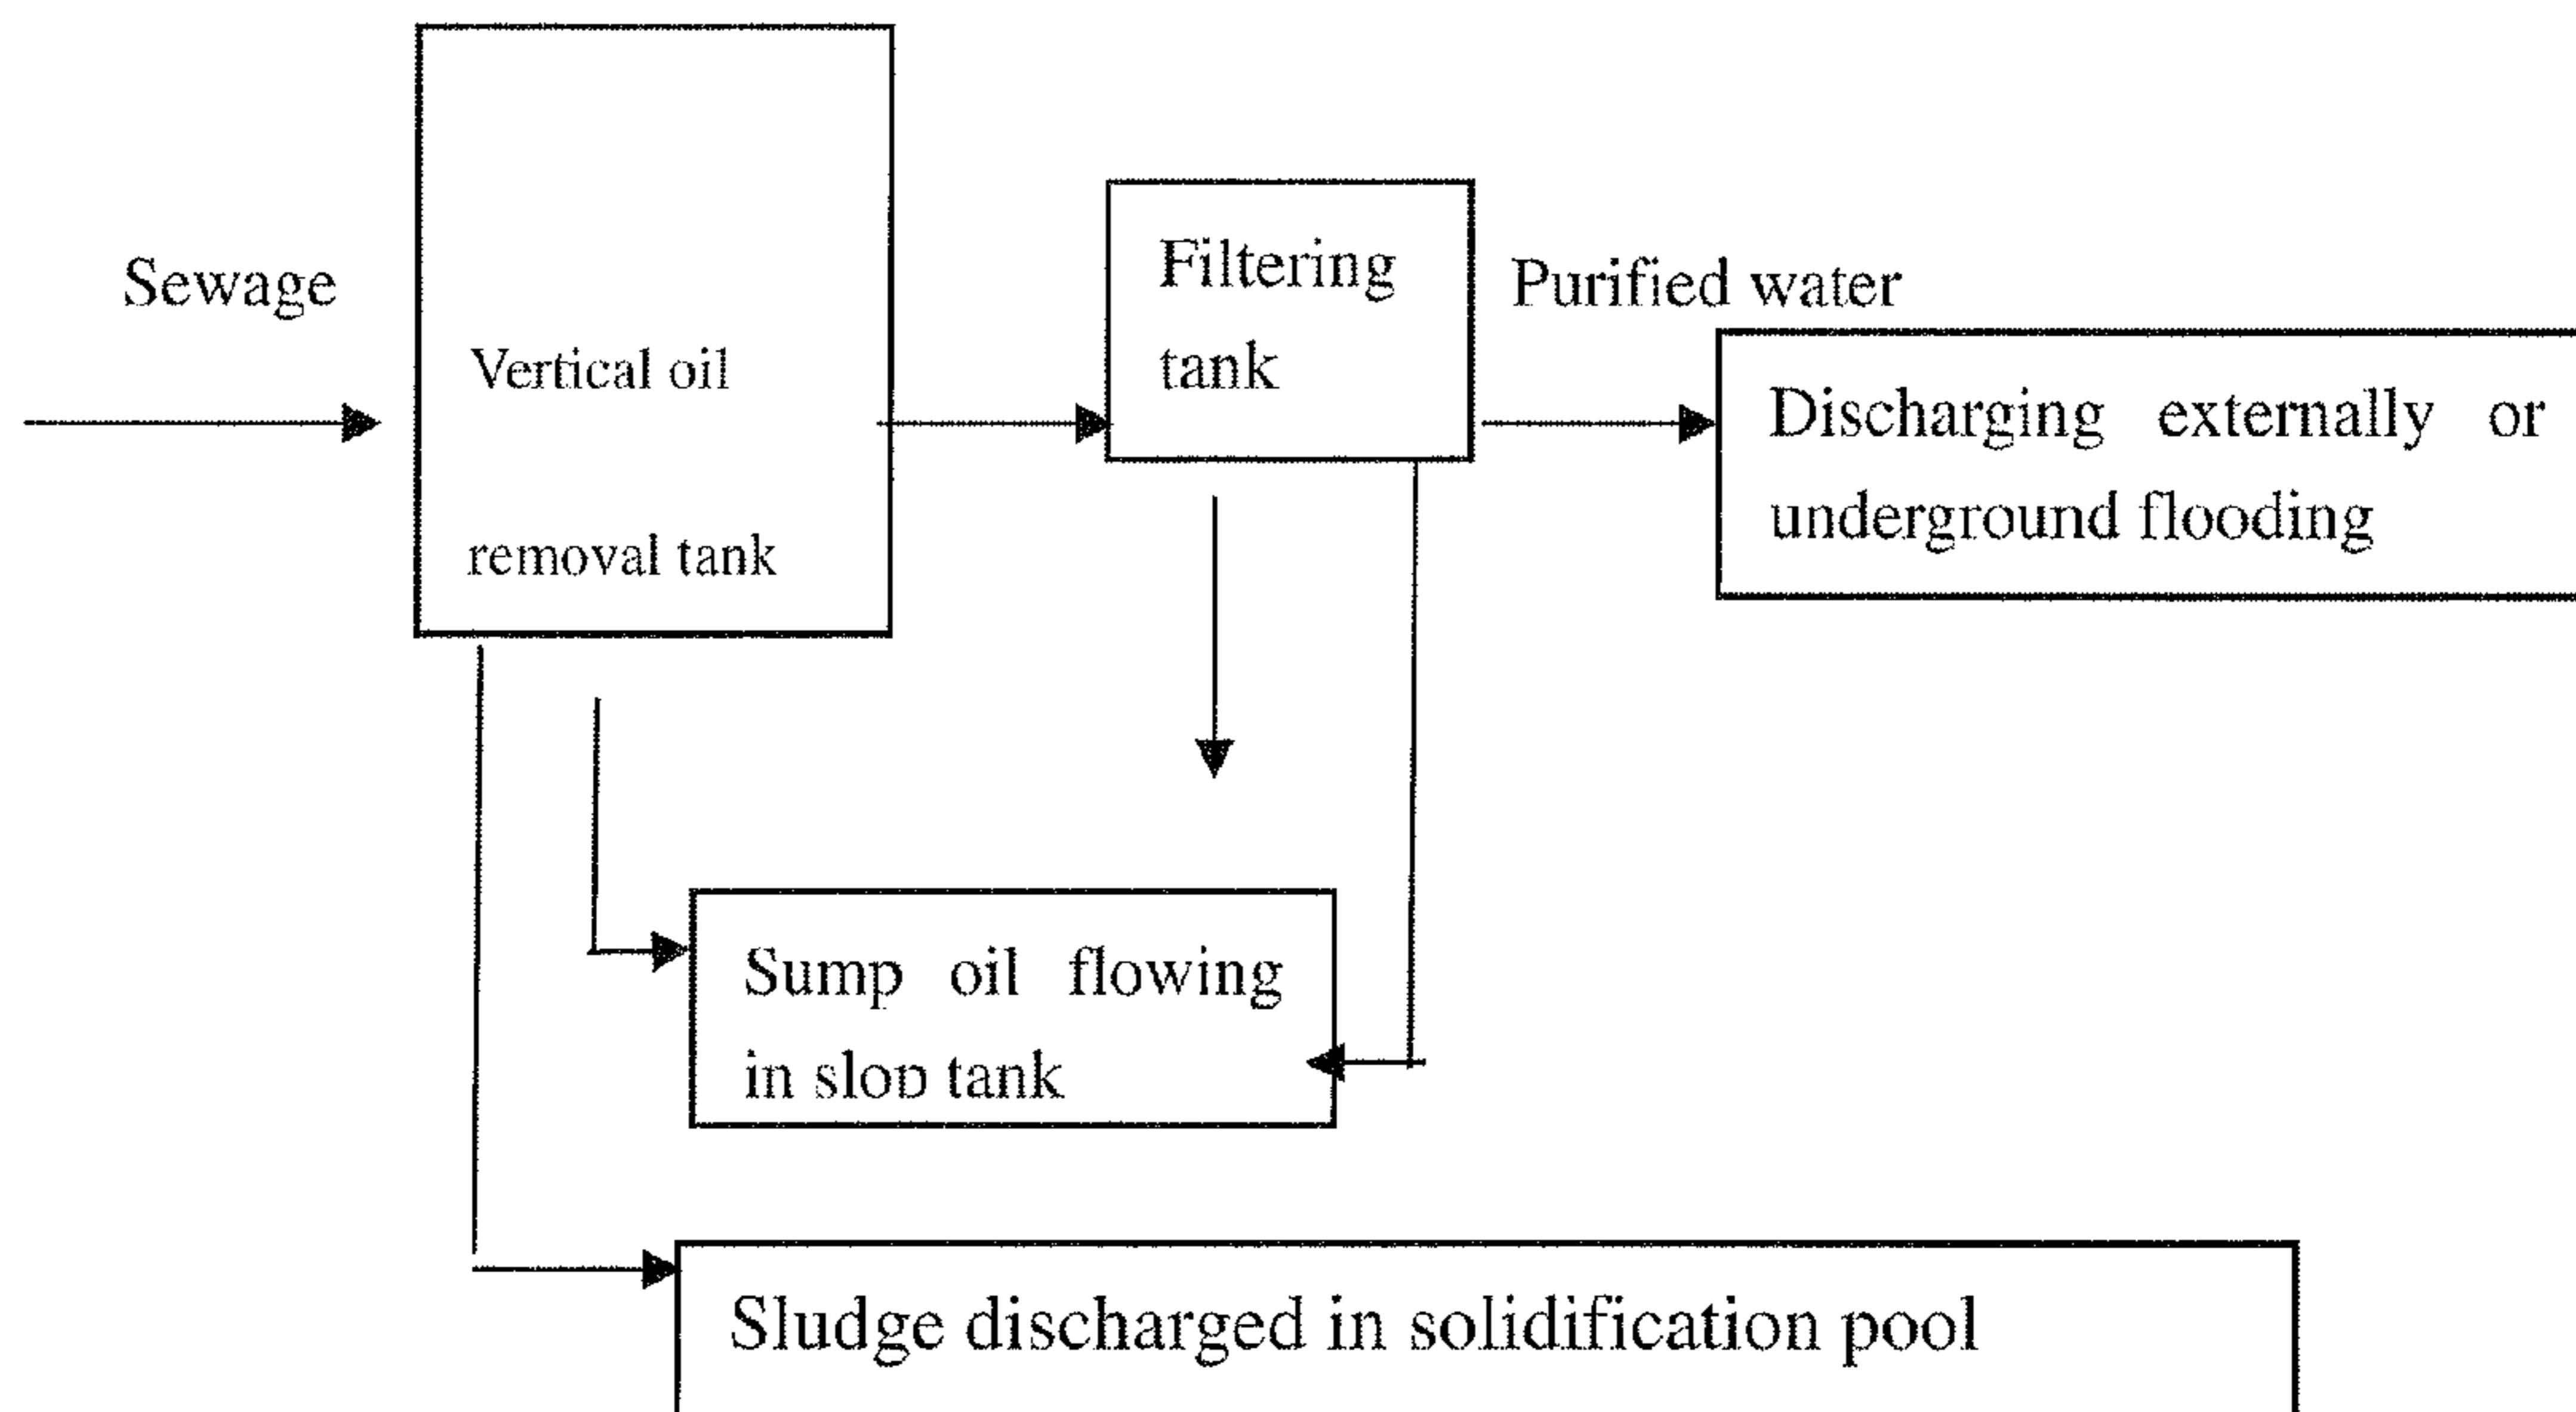 Sewage
Vertical oil
removal tank
Filtering
tank
Purified water
Discharging externally or
underground flooding
Sump oil flowing
in slop tank
Sludge discharged in solidification pool